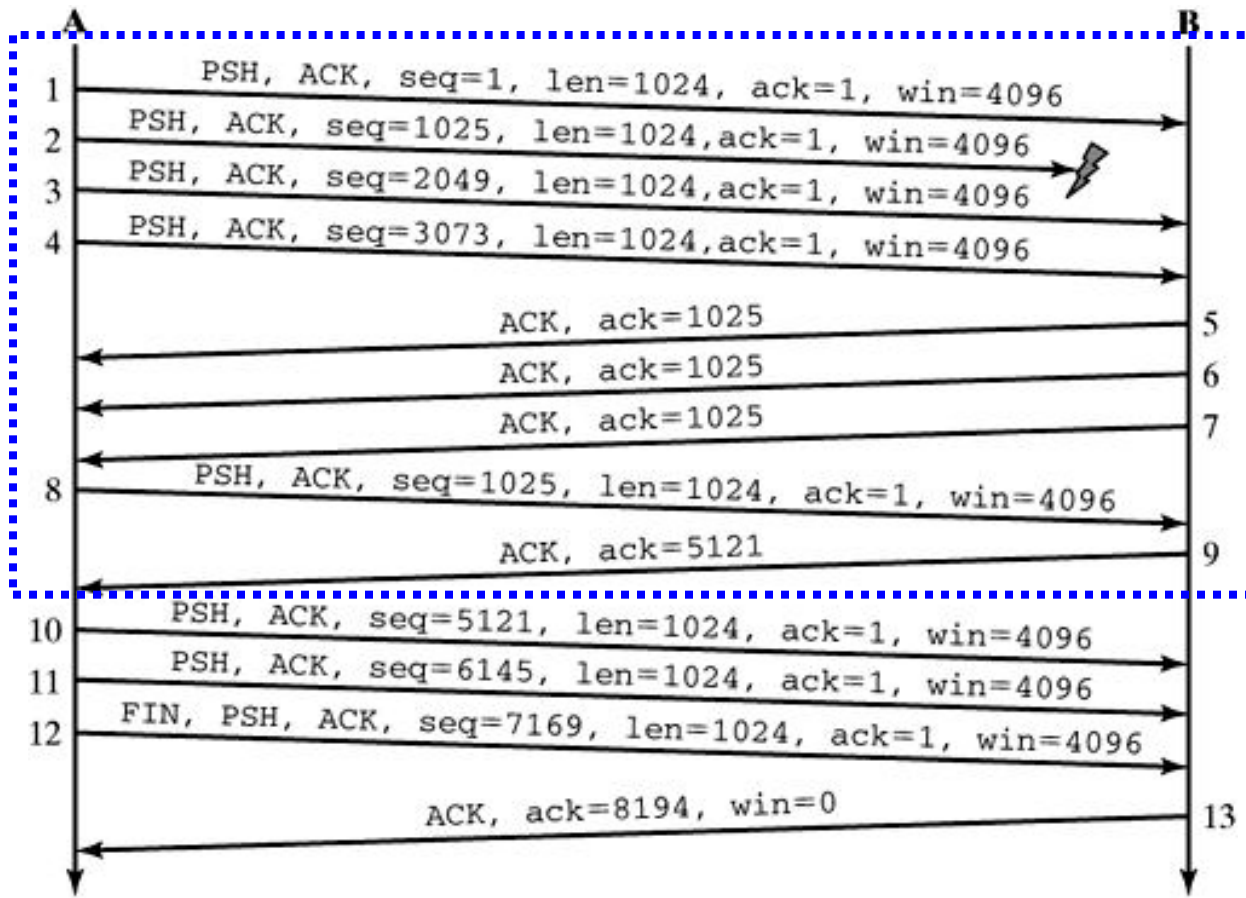 A B
1 PSH, ACK, seq=1, len=1024, ack=1, win=4096
2 PSH, ACK, seq=1025, len=1024,ack=1, win=4096
3 PSH, ACK, seq=2049, len=1024,ack=1, win=4096
4 PSH, ACK, seq=3073, len=1024,ack=1, win=4096
ACK, ack=1025 5
ACK, ack=1025 6
ACK, ack=1025 7
8 PSH, ACK, seq=1025, len=1024, ack=1, win=4096
ACK, ack=5121 9
10 PSH, ACK, seq=5121, len=1024, ack=1, win=4096
11 PSH, ACK, seq=6145, len=1024, ack=1, win=4096
12 FIN, PSH, ACK, seq=7169, len=1024, ack=1, win=4096
ACK, ack=8194, win=0 13